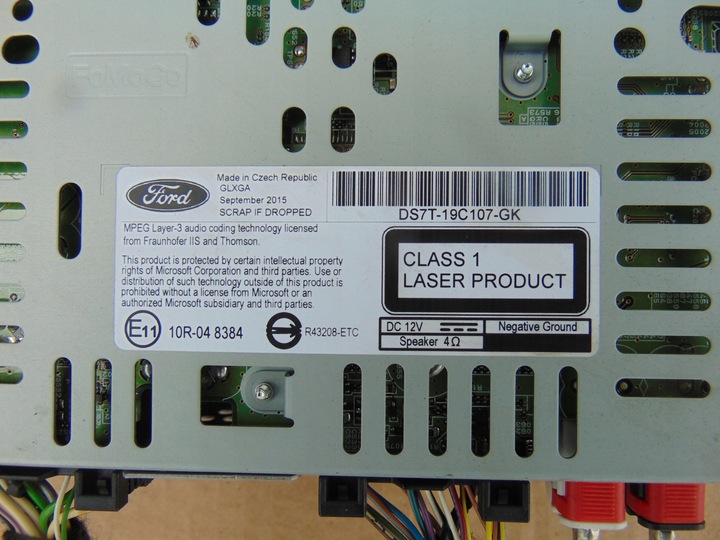 FoMoCo
Ford
Made in Czech Republic
GLXGA
September 2015
SCRAP IF DROPPED
DS7T-19C107-GK
MPEG Layer-3 audio coding technology licensed
from Fraunhofer IIS and Thomson.
This product is protected by certain intellectual property
rights of Microsoft Corporation and third parties. Use or
distribution of such technology outside of this product is
prohibited without a license from Microsoft or an
authorized Microsoft subsidiary and third parties.
CLASS 1
LASER PRODUCT
E11 10R-04 8384
R43208-ETC
DC 12V
Negative Ground
Speaker 4Ω